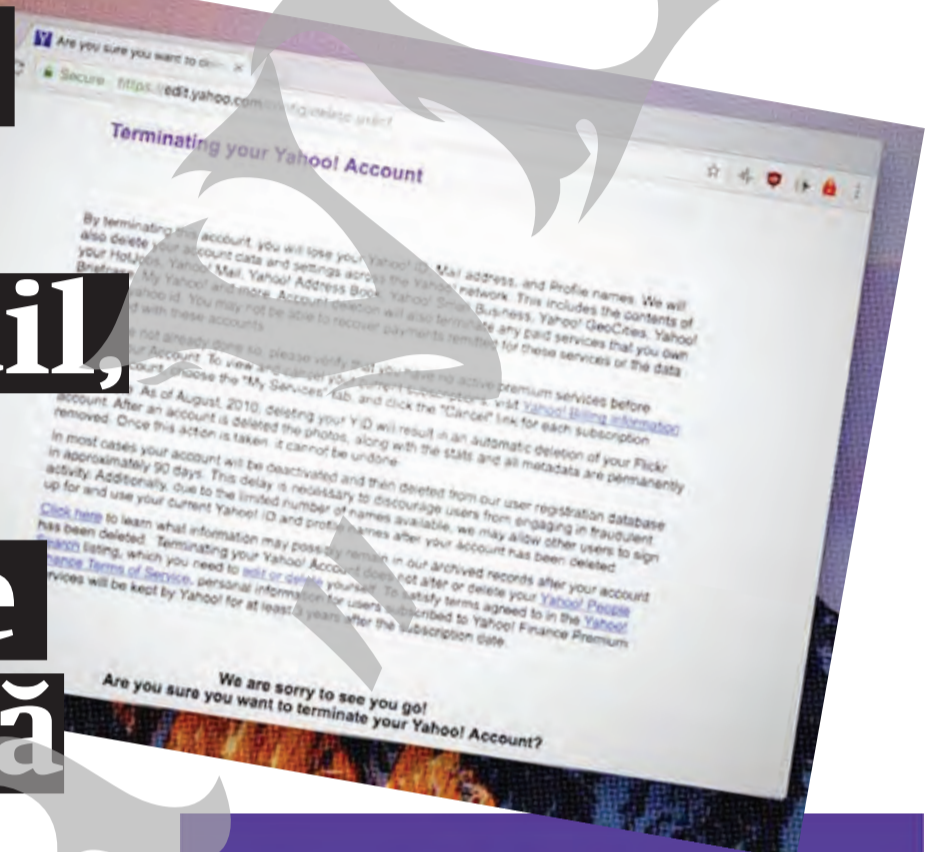 Are you sure you want to
Secure https://edit.yahoo.com
Terminating your Yahoo! Account
By terminating this account, you will lose your Yahoo! ID, Mail address, and Profile names. We will
also delete your account data and settings across the Yahoo! network. This includes the contents of
your HotJobs, Yahoo! Mail, Yahoo! Address Book, Yahoo! Small Business, Yahoo! GeoCities, Yahoo!
My Yahoo! and more. Account deletion will also terminate any paid services that you own
yahoo id. You may not be able to recover payments remitted for these services or the data
with these accounts.
not already done so, please verify that you have no active premium services before
Account. To view and cancel your current subscriptions, visit Yahoo! Billing Information
choose the "My Services" tab, and click the "Cancel" link for each subscription
As of August, 2010, deleting your YID will result in an automatic deletion of your Flickr
account. After an account is deleted the photos, along with the stats and all metadata are permanently
removed. Once this action is taken, it cannot be undone.
In most cases your account will be deactivated and then deleted from our user registration database
in approximately 90 days. This delay is necessary to discourage users from engaging in fraudulent
activity. Additionally, due to the limited number of names available, we may allow other users to sign
up for and use your current Yahoo! ID and profile names after your account has been deleted.
Click here to learn what information may possibly remain in our archived records after your account
has been deleted. Terminating your Yahoo! Account does not alter or delete your Yahoo! People
Search listing, which you need to edit or delete yourself. To satisfy terms agreed to in the Yahoo!
Finance Terms of Service, personal information for users subscribed to Yahoo! Finance Premium
services will be kept by Yahoo! for at least 3 years after the subscription date.
We are sorry to see you go!
Are you sure you want to terminate your Yahoo! Account?
il,
e
ă